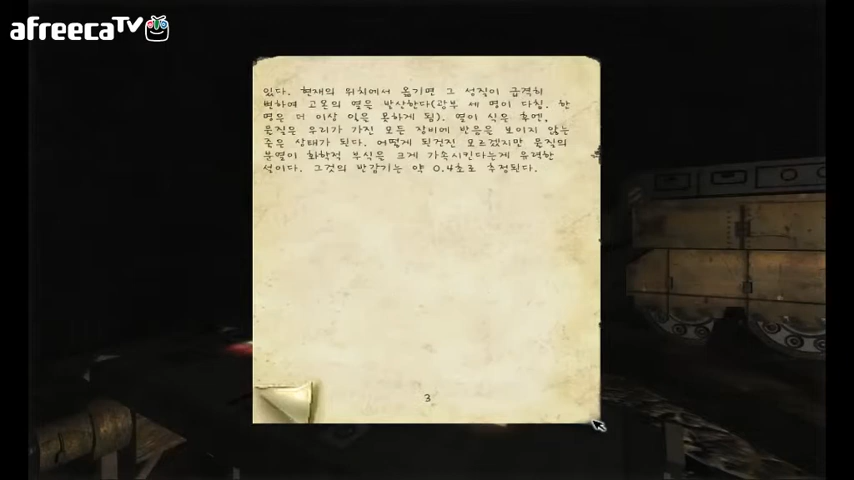 afreecaTV
있다. 현재의 위치에서 옮기면 그 성질이 급격히
변하여 고온의 열을 발산한다(광부 세 명이 다침. 한
명은 더 이상 일을 못하게 됨). 열이 식은 후엔,
물질은 우리가 가진 모든 장비에 반응을 보이지 않는
죽은 상태가 된다. 어떻게 된건진 모르겠지만 물질의
분열이 화학적 부식을 크게 가속시킨다는게 유력한
석이다. 그것의 반감기는 약 0.4초로 추정된다.
3